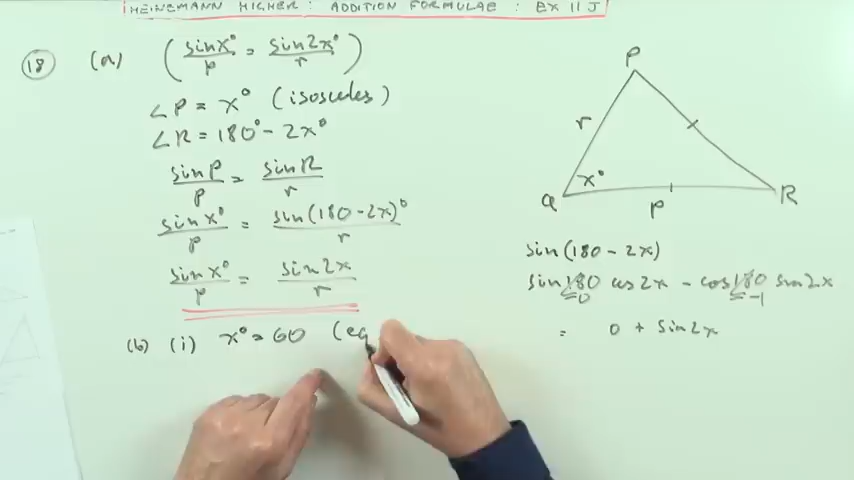 HEINEMANN HIGHER : ADDITION FORMULAE : EX 11J
18 (a) (sinx°/p = sin2x°/r)
∠P = x° (isosceles)
∠R = 180° - 2x°
sinP/p = sinR/r
sinx°/p = sin(180-2x)°/r
sinx°/p = sin2x/r
(b) (i) x° = 60 (eq
P
r
x°
Q
p
R
sin(180 - 2x)
sin180 cos2x - cos180 sin2x
=0 =-1
= 0 + sin2x